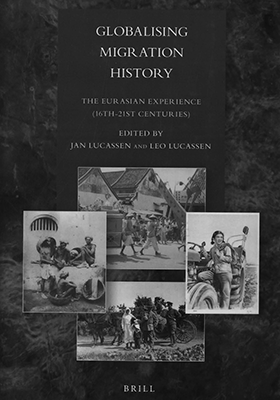 GLOBALISING
MIGRATION
HISTORY
THE EURASIAN EXPERIENCE
(16TH-21ST CENTURIES)
EDITED BY
JAN LUCASSEN AND LEO LUCASSEN
BRILL